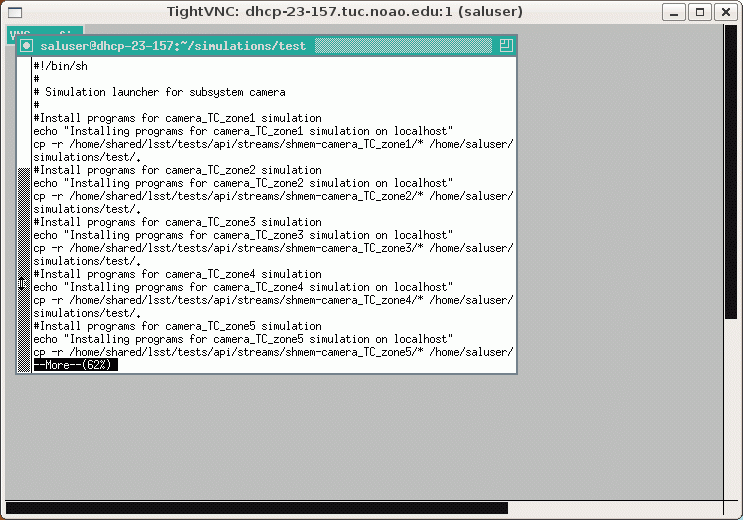 TightVNC: dhcp-23-157.tuc.noao.edu:1 (saluser)
saluser@dhcp-23-157:~/simulations/test
#!/bin/sh
#
# Simulation launcher for subsystem camera
#
#Install programs for camera_TC_zone1 simulation
echo "Installing programs for camera_TC_zone1 simulation on localhost"
cp -r /home/shared/lsst/tests/api/streams/shmem-camera_TC_zone1/* /home/saluser/
simulations/test/.
#Install programs for camera_TC_zone2 simulation
echo "Installing programs for camera_TC_zone2 simulation on localhost"
cp -r /home/shared/lsst/tests/api/streams/shmem-camera_TC_zone2/* /home/saluser/
simulations/test/.
#Install programs for camera_TC_zone3 simulation
echo "Installing programs for camera_TC_zone3 simulation on localhost"
cp -r /home/shared/lsst/tests/api/streams/shmem-camera_TC_zone3/* /home/saluser/
simulations/test/.
#Install programs for camera_TC_zone4 simulation
echo "Installing programs for camera_TC_zone4 simulation on localhost"
cp -r /home/shared/lsst/tests/api/streams/shmem-camera_TC_zone4/* /home/saluser/
simulations/test/.
#Install programs for camera_TC_zone5 simulation
echo "Installing programs for camera_TC_zone5 simulation on localhost"
cp -r /home/shared/lsst/tests/api/streams/shmem-camera_TC_zone5/* /home/saluser/
--More--(62%)